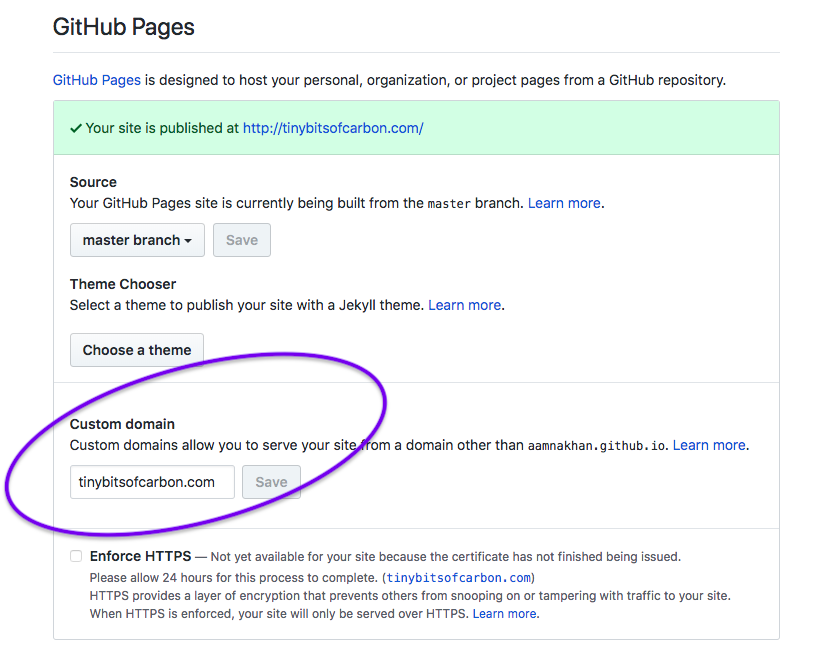 GitHub Pages
GitHub Pages is designed to host your personal, organization, or project pages from a GitHub repository.
✓ Your site is published at http://tinybitsofcarbon.com/
Source
Your GitHub Pages site is currently being built from the master branch. Learn more.
master branch Save
Theme Chooser
Select a theme to publish your site with a Jekyll theme. Learn more.
Choose a theme
Custom domain
Custom domains allow you to serve your site from a domain other than aamnakhan.github.io. Learn more.
tinybitsofcarbon.com Save
Enforce HTTPS — Not yet available for your site because the certificate has not finished being issued.
Please allow 24 hours for this process to complete. (tinybitsofcarbon.com)
HTTPS provides a layer of encryption that prevents others from snooping on or tampering with traffic to your site.
When HTTPS is enforced, your site will only be served over HTTPS. Learn more.